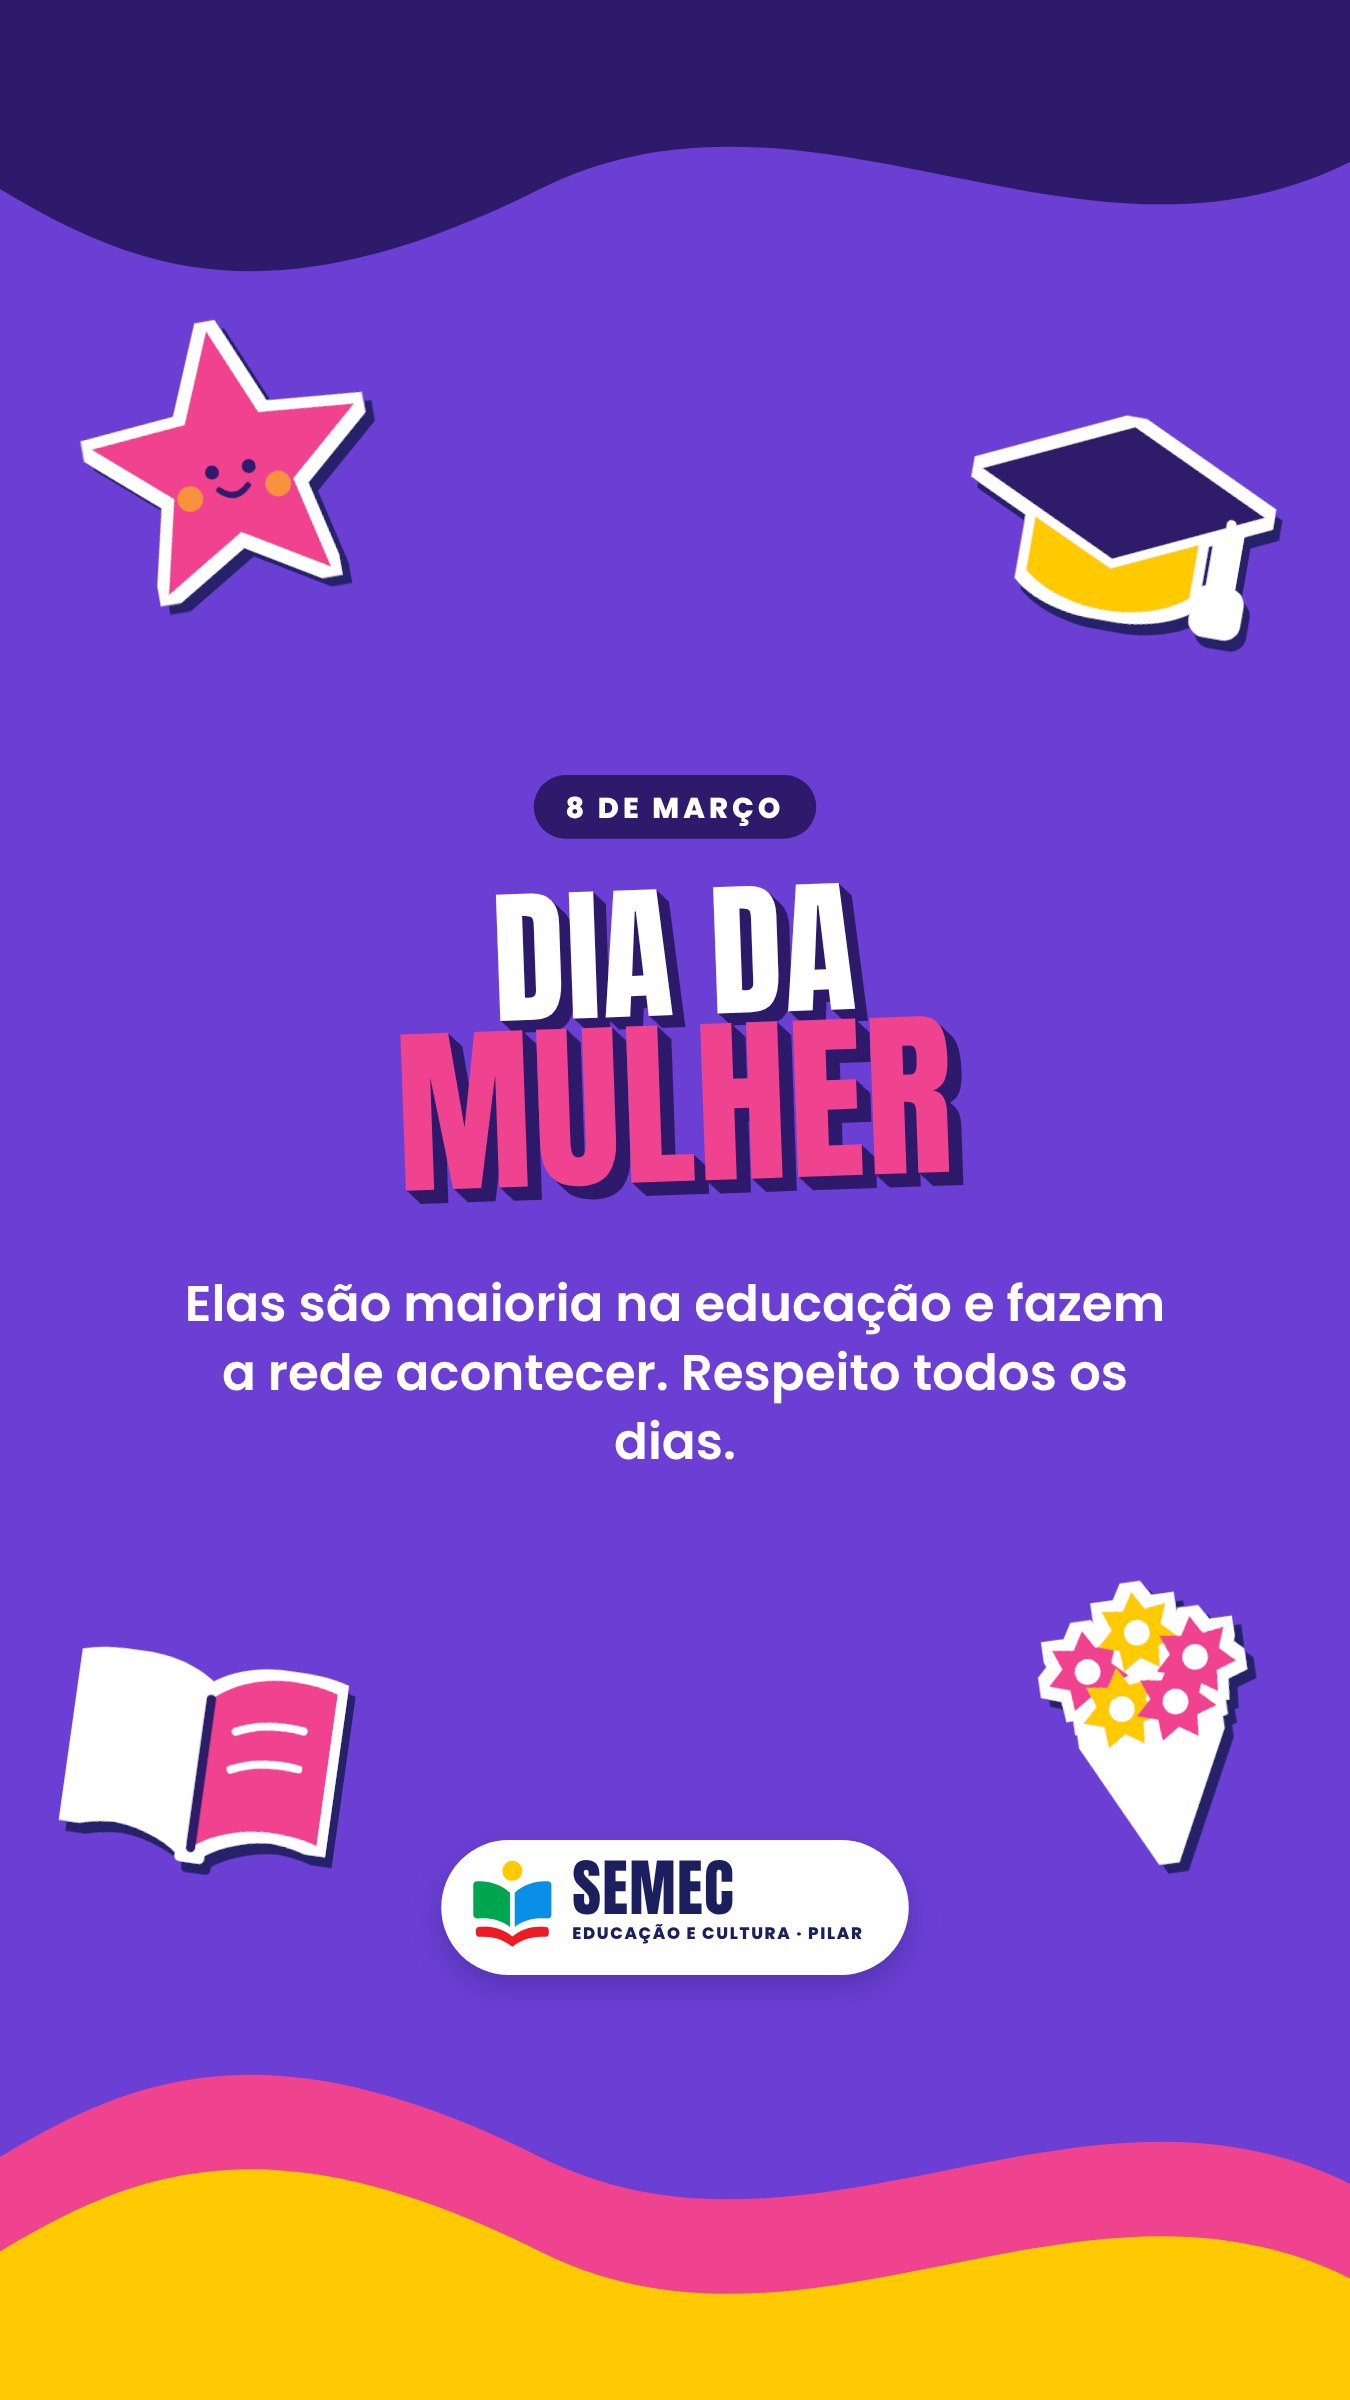 8 DE MARÇO
DIA DA
MULHER
Elas são maioria na educação e fazem
a rede acontecer. Respeito todos os
dias.
SEMEC
EDUCAÇÃO E CULTURA · PILAR